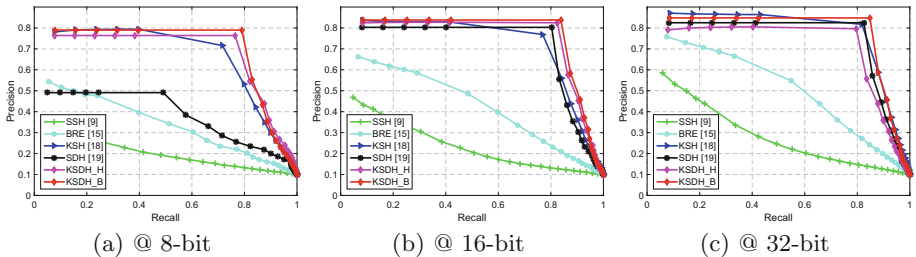 Precision
0.8
0.7
0.6
0.5
0.4
0.3
0.2
0.1
0
SSH [9]
BRE [15]
KSH [18]
SDH [19]
KSDH_H
KSDH_B
0 0.2 0.4 0.6 0.8 1
Recall
(a) @ 8-bit
Precision
0.8
0.7
0.6
0.5
0.4
0.3
0.2
0.1
0
SSH [9]
BRE [15]
KSH [18]
SDH [19]
KSDH_H
KSDH_B
0 0.2 0.4 0.6 0.8 1
Recall
(b) @ 16-bit
Precision
0.8
0.7
0.6
0.5
0.4
0.3
0.2
0.1
0
SSH [9]
BRE [15]
KSH [18]
SDH [19]
KSDH_H
KSDH_B
0 0.2 0.4 0.6 0.8 1
Recall
(c) @ 32-bit